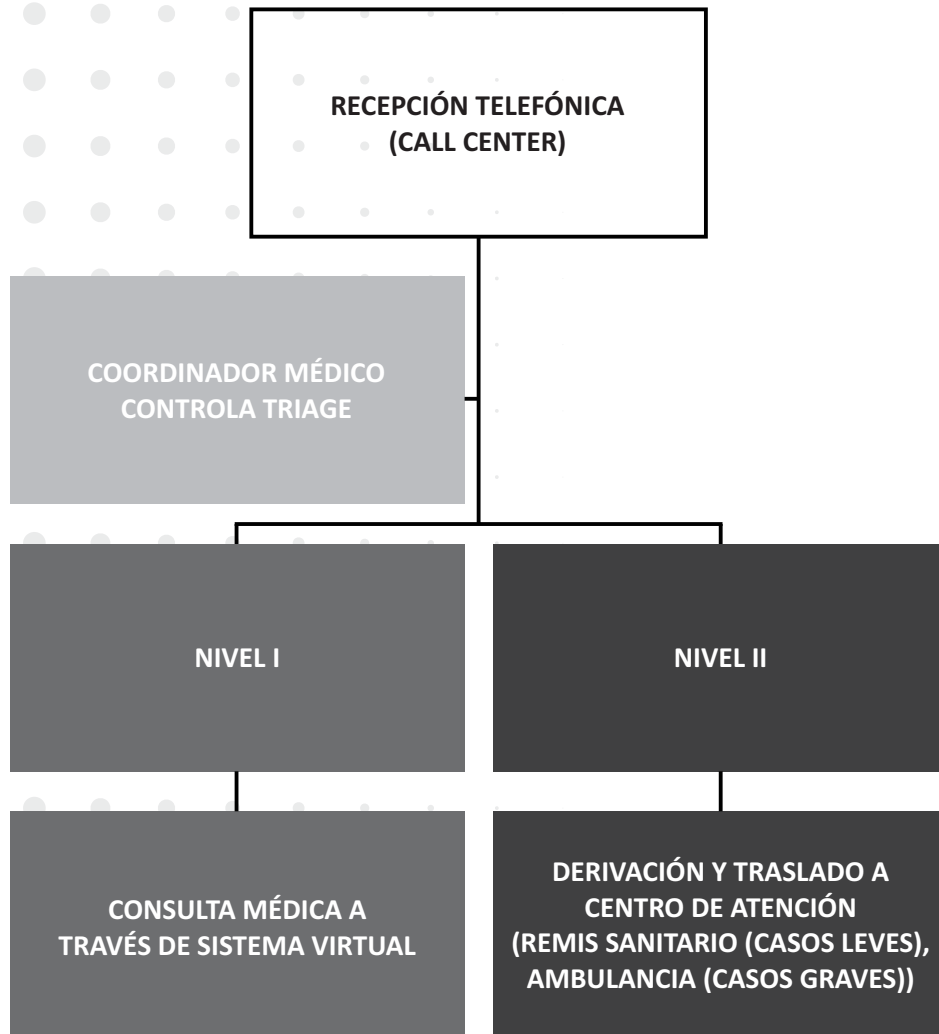 RECEPCIÓN TELEFÓNICA
(CALL CENTER)
COORDINADOR MÉDICO
CONTROLA TRIAGE
NIVEL I
NIVEL II
CONSULTA MÉDICA A
TRAVÉS DE SISTEMA VIRTUAL
DERIVACIÓN Y TRASLADO A
CENTRO DE ATENCIÓN
(REMIS SANITARIO (CASOS LEVES),
AMBULANCIA (CASOS GRAVES))